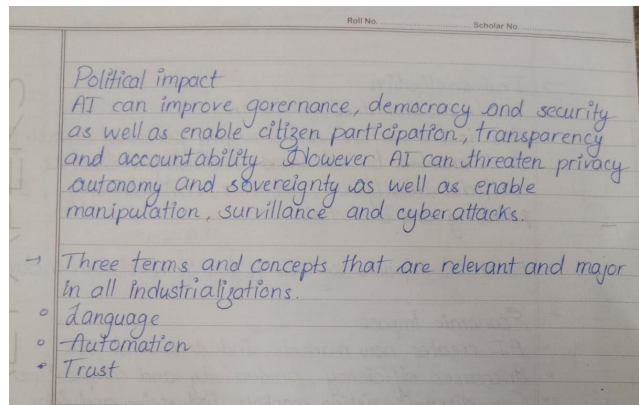 Roll No. Scholar No.
Political impact
AI can improve governance, democracy and security
as well as enable citizen participation, transparency
and accountability. However AI can threaten privacy
autonomy and sovereignty as well as enable
manipulation, survillance and cyber attacks.
→ Three terms and concepts that are relevant and major
in all industrializations.
o Language
o Automation
• Trust